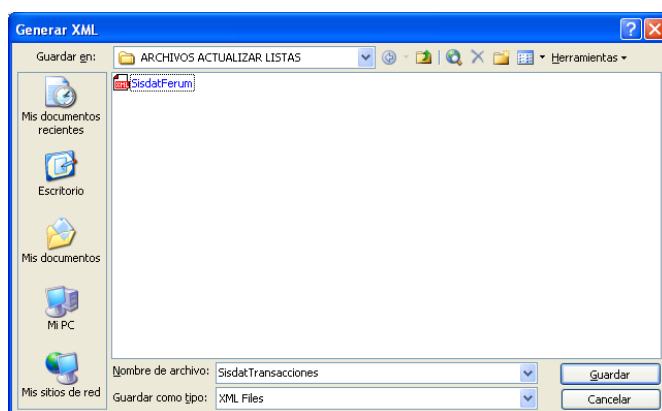 Generar XML
Guardar en: ARCHIVOS ACTUALIZAR LISTAS Herramientas
Mis documentos recientes
SisdatFerum
Escritorio
Mis documentos
Mi PC
Mis sitios de red
Nombre de archivo: SisdatTransacciones Guardar
Guardar como tipo: XML Files Cancelar